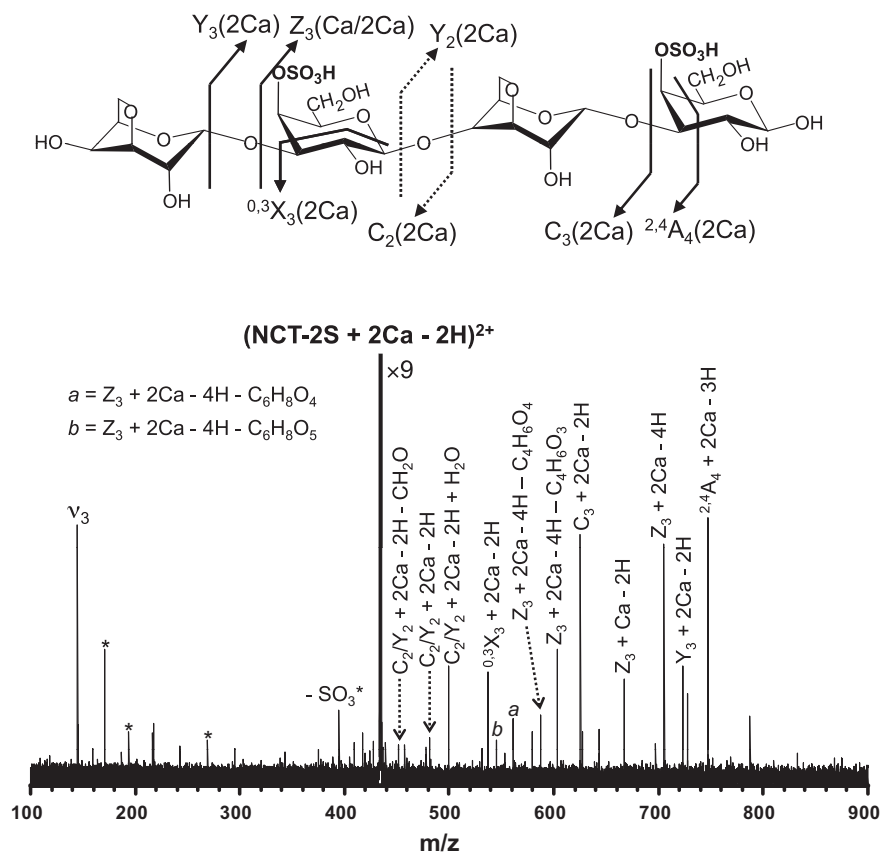 Y₃(2Ca) Z₃(Ca/2Ca) Y₂(2Ca)
OSO₃H OSO₃H
CH₂OH CH₂OH
O O O O
HO O O O O O OH
OH OH OH OH
OH
⁰,³X₃(2Ca) C₂(2Ca) C₃(2Ca) ²,⁴A₄(2Ca)
(NCT-2S + 2Ca - 2H)²⁺
×9
a = Z₃ + 2Ca - 4H - C₆H₈O₄
b = Z₃ + 2Ca - 4H - C₆H₈O₅
ν₃
*
*
*
- SO₃*
C₂/Y₂ + 2Ca - 2H - CH₂O
C₂/Y₂ + 2Ca - 2H
C₂/Y₂ + 2Ca - 2H + H₂O
⁰,³X₃ + 2Ca - 2H
b
a
Z₃ + 2Ca - 4H – C₄H₆O₄
Z₃ + 2Ca - 4H – C₄H₆O₃
C₃ + 2Ca - 2H
Z₃ + Ca - 2H
Z₃ + 2Ca - 4H
Y₃ + 2Ca - 2H
²,⁴A₄ + 2Ca - 3H
100 200 300 400 500 600 700 800 900
m/z